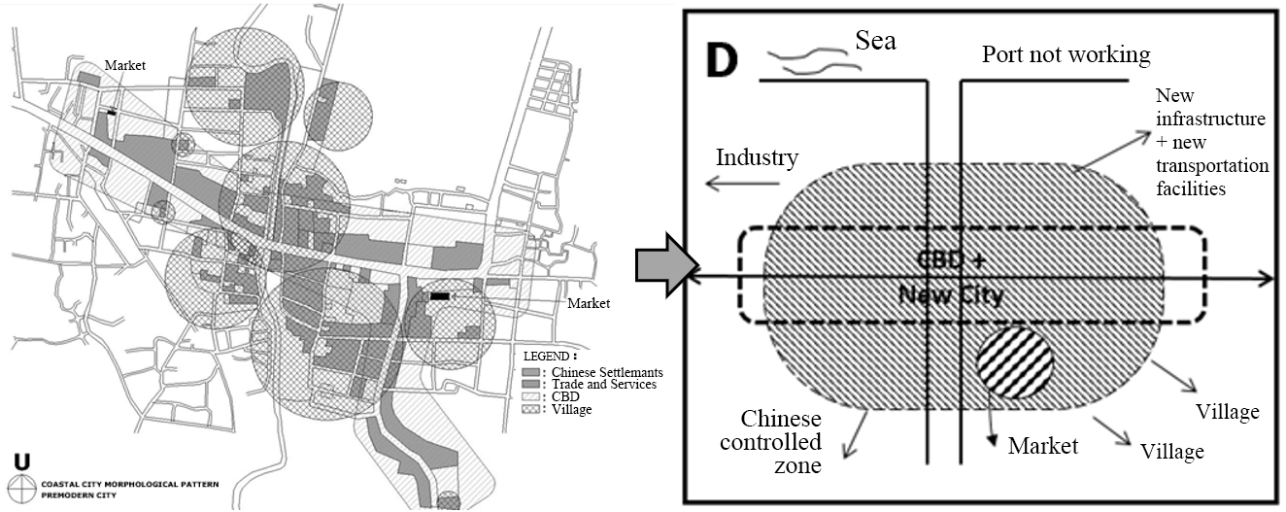 Market
Market
LEGEND :
: Chinese Settlemants
: Trade and Services
: CBD
: Village
U
COASTAL CITY MORPHOLOGICAL PATTERN
PREMODERN CITY
D
Sea
Port not working
New
infrastructure
+ new
transportation
facilities
Industry
CBD +
New City
Chinese
controlled
zone
Market
Village
Village